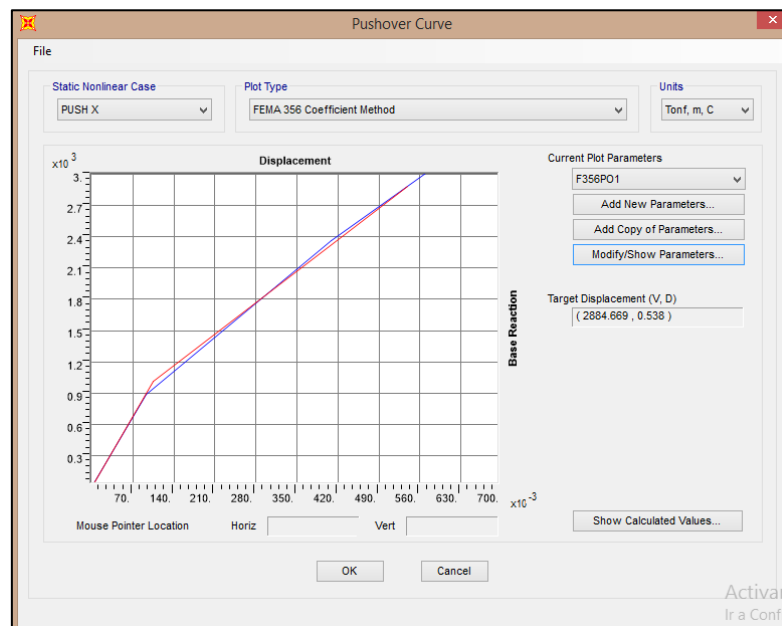 Pushover Curve
File
Static Nonlinear Case
PUSH X
Plot Type
FEMA 356 Coefficient Method
Units
Tonf, m, C
x10 3
Displacement
3.
2.7
2.4
2.1
1.8
1.5
1.2
0.9
0.6
0.3
70. 140. 210. 280. 350. 420. 490. 560. 630. 700.
x10 -3
Base Reaction
Mouse Pointer Location Horiz Vert
Current Plot Parameters
F356PO1
Add New Parameters...
Add Copy of Parameters...
Modify/Show Parameters...
Target Displacement (V, D)
( 2884.669 , 0.538 )
Show Calculated Values...
OK Cancel
Activar
Ir a Conf